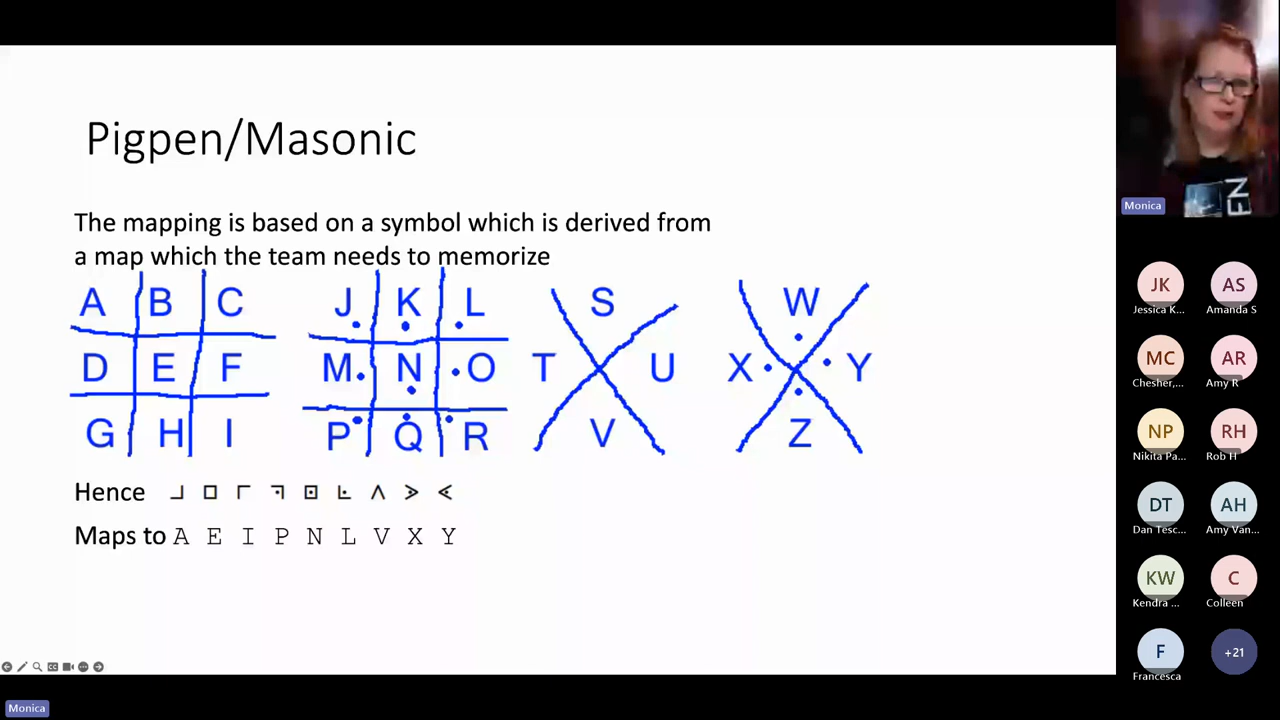 Pigpen/Masonic
The mapping is based on a symbol which is derived from
a map which the team needs to memorize
A B C J K L S W
D E F M N O T U X Y
G H I P Q R V Z
Hence
Maps to A E I P N L V X Y
EN
Monica
JK AS
Jessica K... Amanda S
MC AR
Chesher,... Amy R
NP RH
Nikita Pa... Rob H
DT AH
Dan Tesc... Amy Van...
KW C
Kendra ... Colleen
F +21
Francesca
Monica